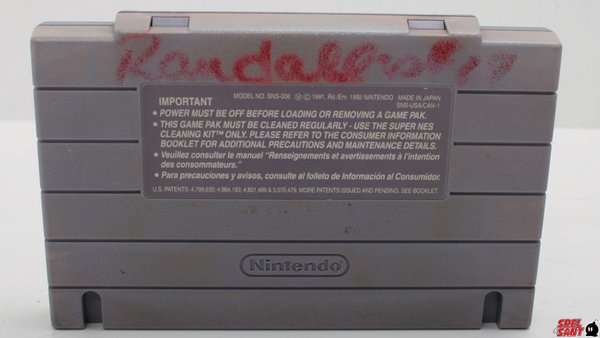 Randall
IMPORTANT
MODEL NO. SNS-006 Ⓜ © 1991, Rd./Enr. 1992 NINTENDO MADE IN JAPAN
SNS-USA/CAN-1
• POWER MUST BE OFF BEFORE LOADING OR REMOVING A GAME PAK.
• THIS GAME PAK MUST BE CLEANED REGULARLY - USE THE SUPER NES
CLEANING KIT™ ONLY. PLEASE REFER TO THE CONSUMER INFORMATION
BOOKLET FOR ADDITIONAL PRECAUTIONS AND MAINTENANCE DETAILS.
• Veuillez consulter le manuel "Renseignements et avertissements à l'intention
des consommateurs."
• Para precauciones y avisos, consulte al folleto de Información al Consumidor.
U.S. PATENTS: 4,799,635; 4,984,193; 4,801,489 & 5,070,479. MORE PATENTS ISSUED AND PENDING. SEE BOOKLET.
Nintendo
SPEL
SANT